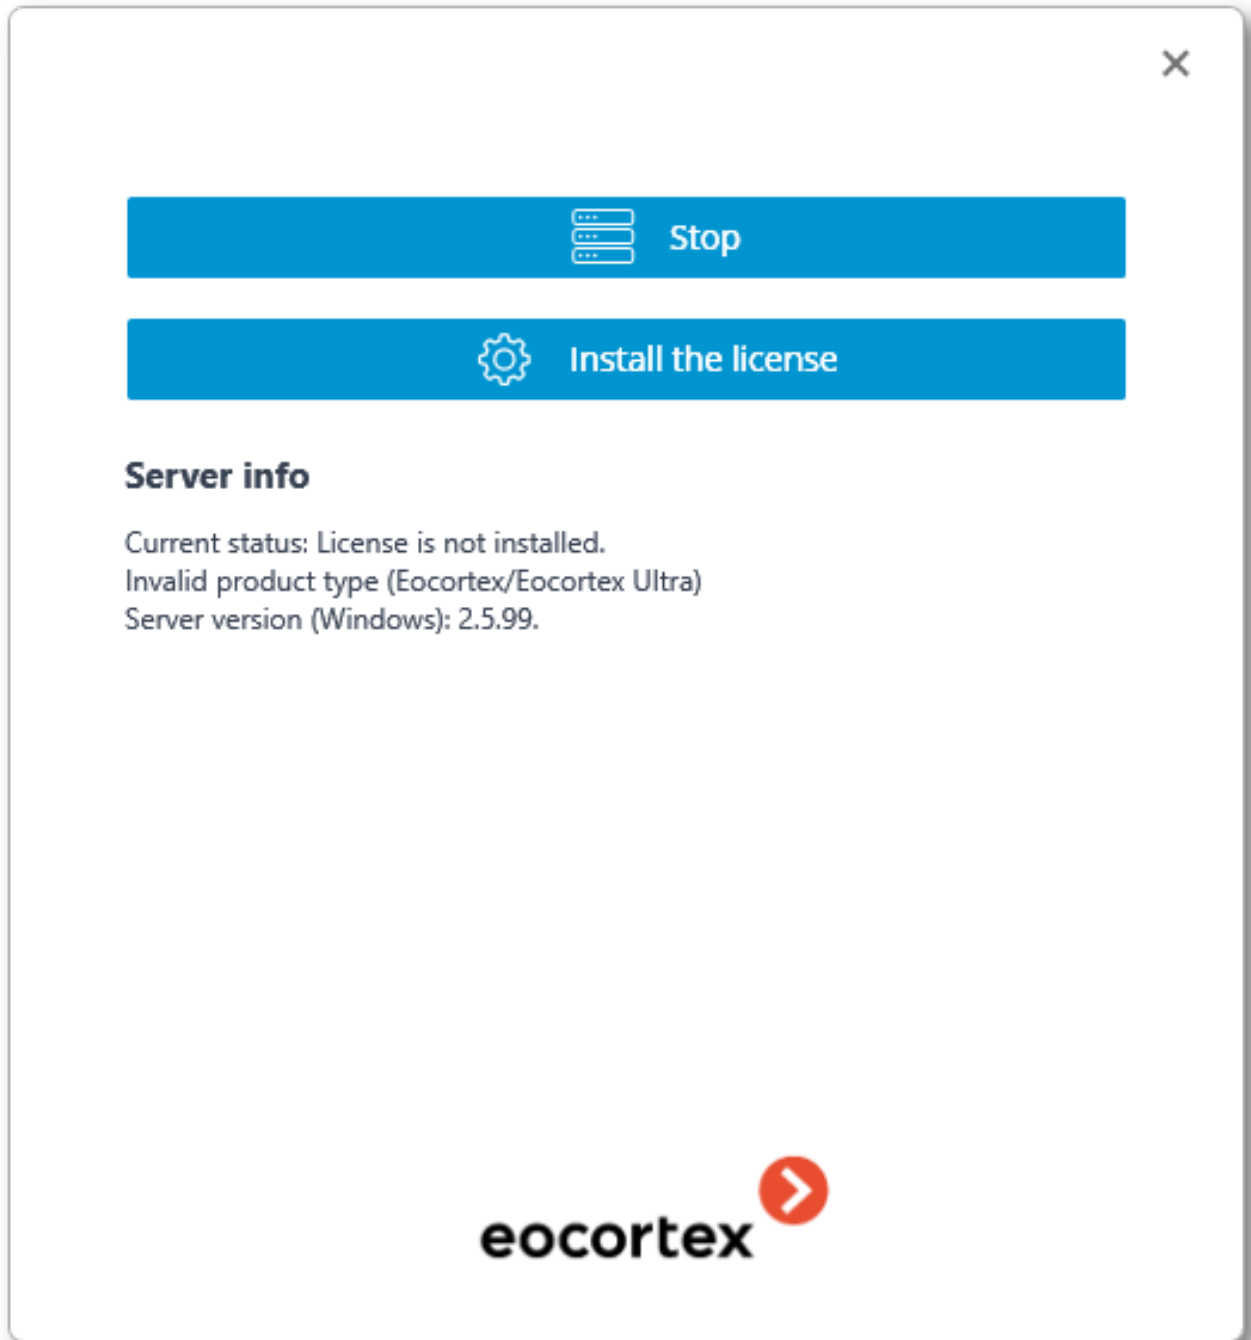 Stop
Install the license
Server info
Current status: License is not installed.
Invalid product type (Eocortex/Eocortex Ultra)
Server version (Windows): 2.5.99.
eocortex